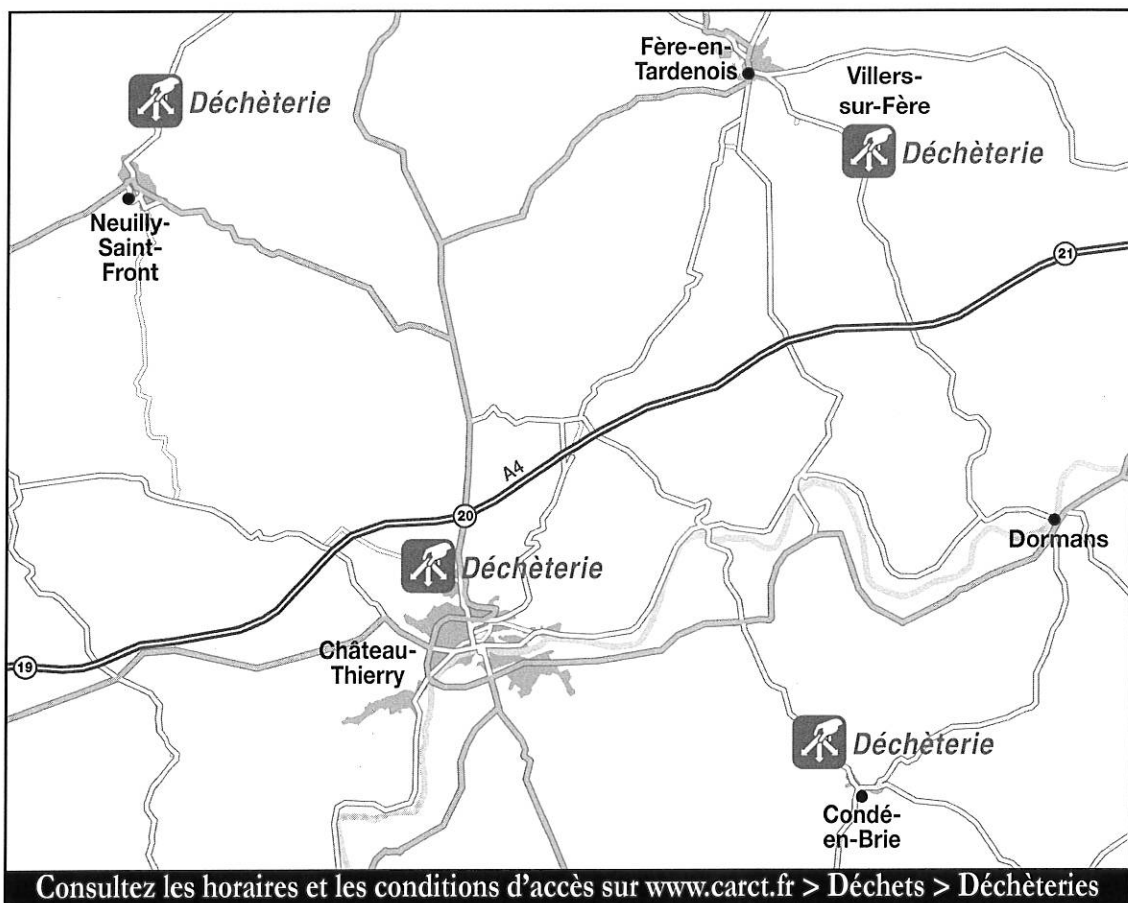 Fère-en-
Tardenois
Villers-
sur-Fère
Déchèterie
Déchèterie
Neuilly-
Saint-
Front
21
A4
20
Dormans
Déchèterie
Château-
Thierry
19
Déchèterie
Condé-
en-Brie
Consultez les horaires et les conditions d'accès sur www.carct.fr > Déchets > Déchèteries